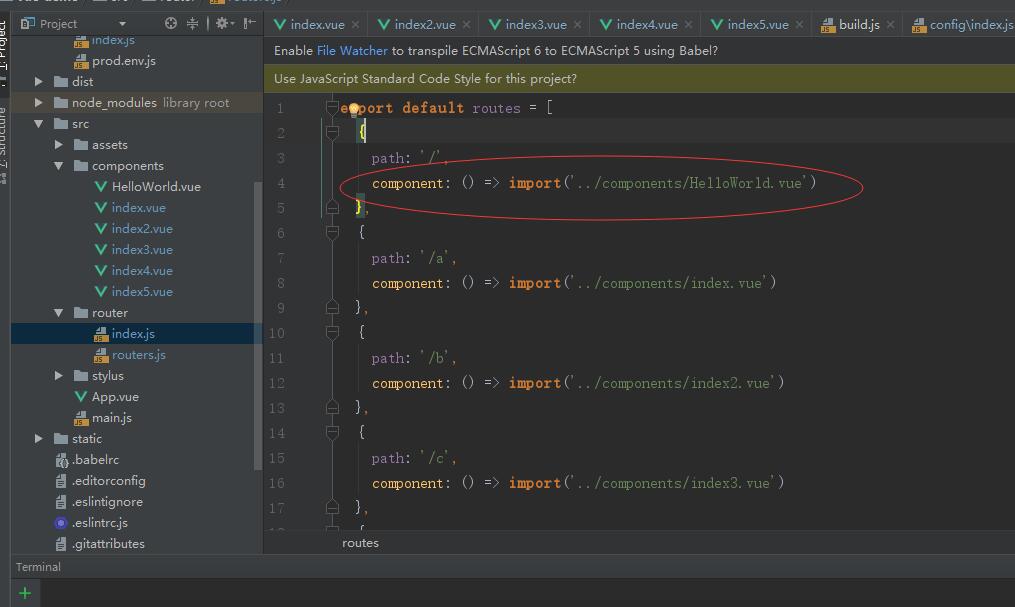 Project
index.vue
index2.vue
index3.vue
index4.vue
index5.vue
build.js
config\index.js
Enable File Watcher to transpile ECMAScript 6 to ECMAScript 5 using Babel?
Use JavaScript Standard Code Style for this project?
index.js
prod.env.js
dist
node_modules library root
src
assets
components
HelloWorld.vue
index.vue
index2.vue
index3.vue
index4.vue
index5.vue
router
index.js
routers.js
stylus
App.vue
main.js
static
.babelrc
.editorconfig
.eslintignore
.eslintrc.js
.gitattributes
1 export default routes = [
2 {
3 path: '/',
4 component: () => import('../components/HelloWorld.vue')
5 },
6 {
7 path: '/a',
8 component: () => import('../components/index.vue')
9 },
10 {
11 path: '/b',
12 component: () => import('../components/index2.vue')
13 },
14 {
15 path: '/c',
16 component: () => import('../components/index3.vue')
17 },
{
routes
Terminal